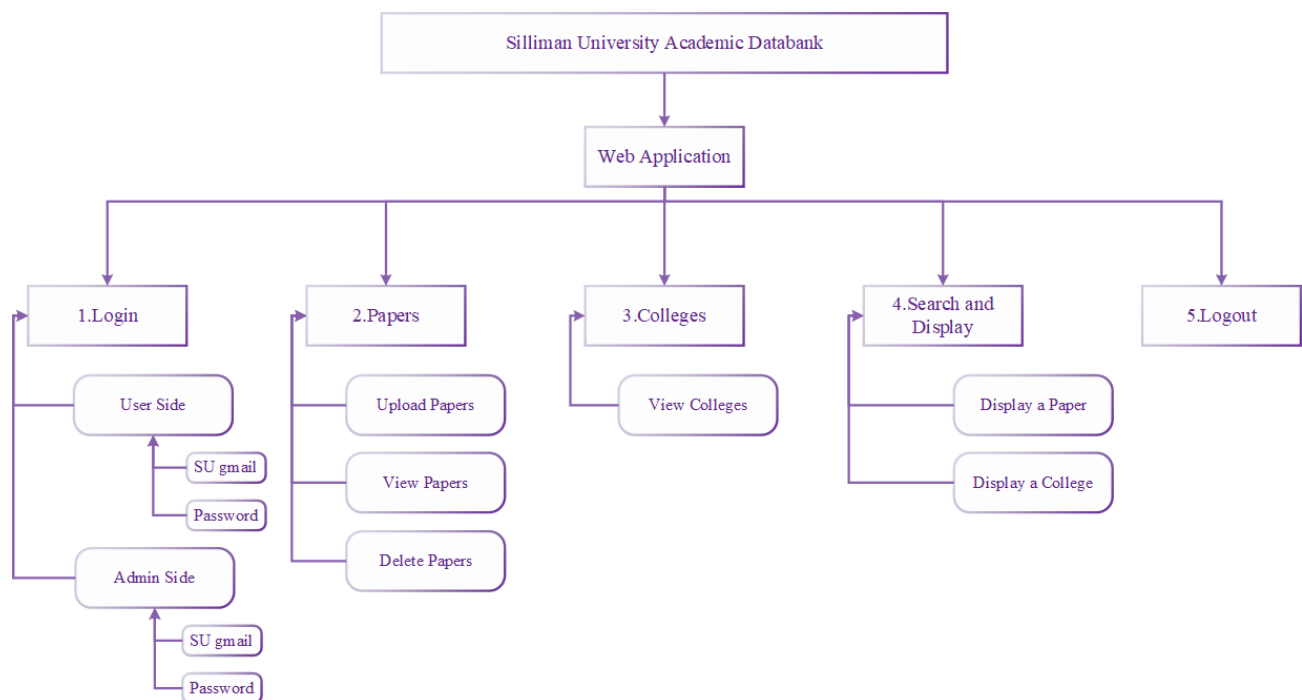 Silliman University Academic Databank
Web Application
1.Login
2.Papers
3.Colleges
4.Search and
Display
5.Logout
User Side
SU gmail
Password
Admin Side
SU gmail
Password
Upload Papers
View Papers
Delete Papers
View Colleges
Display a Paper
Display a College